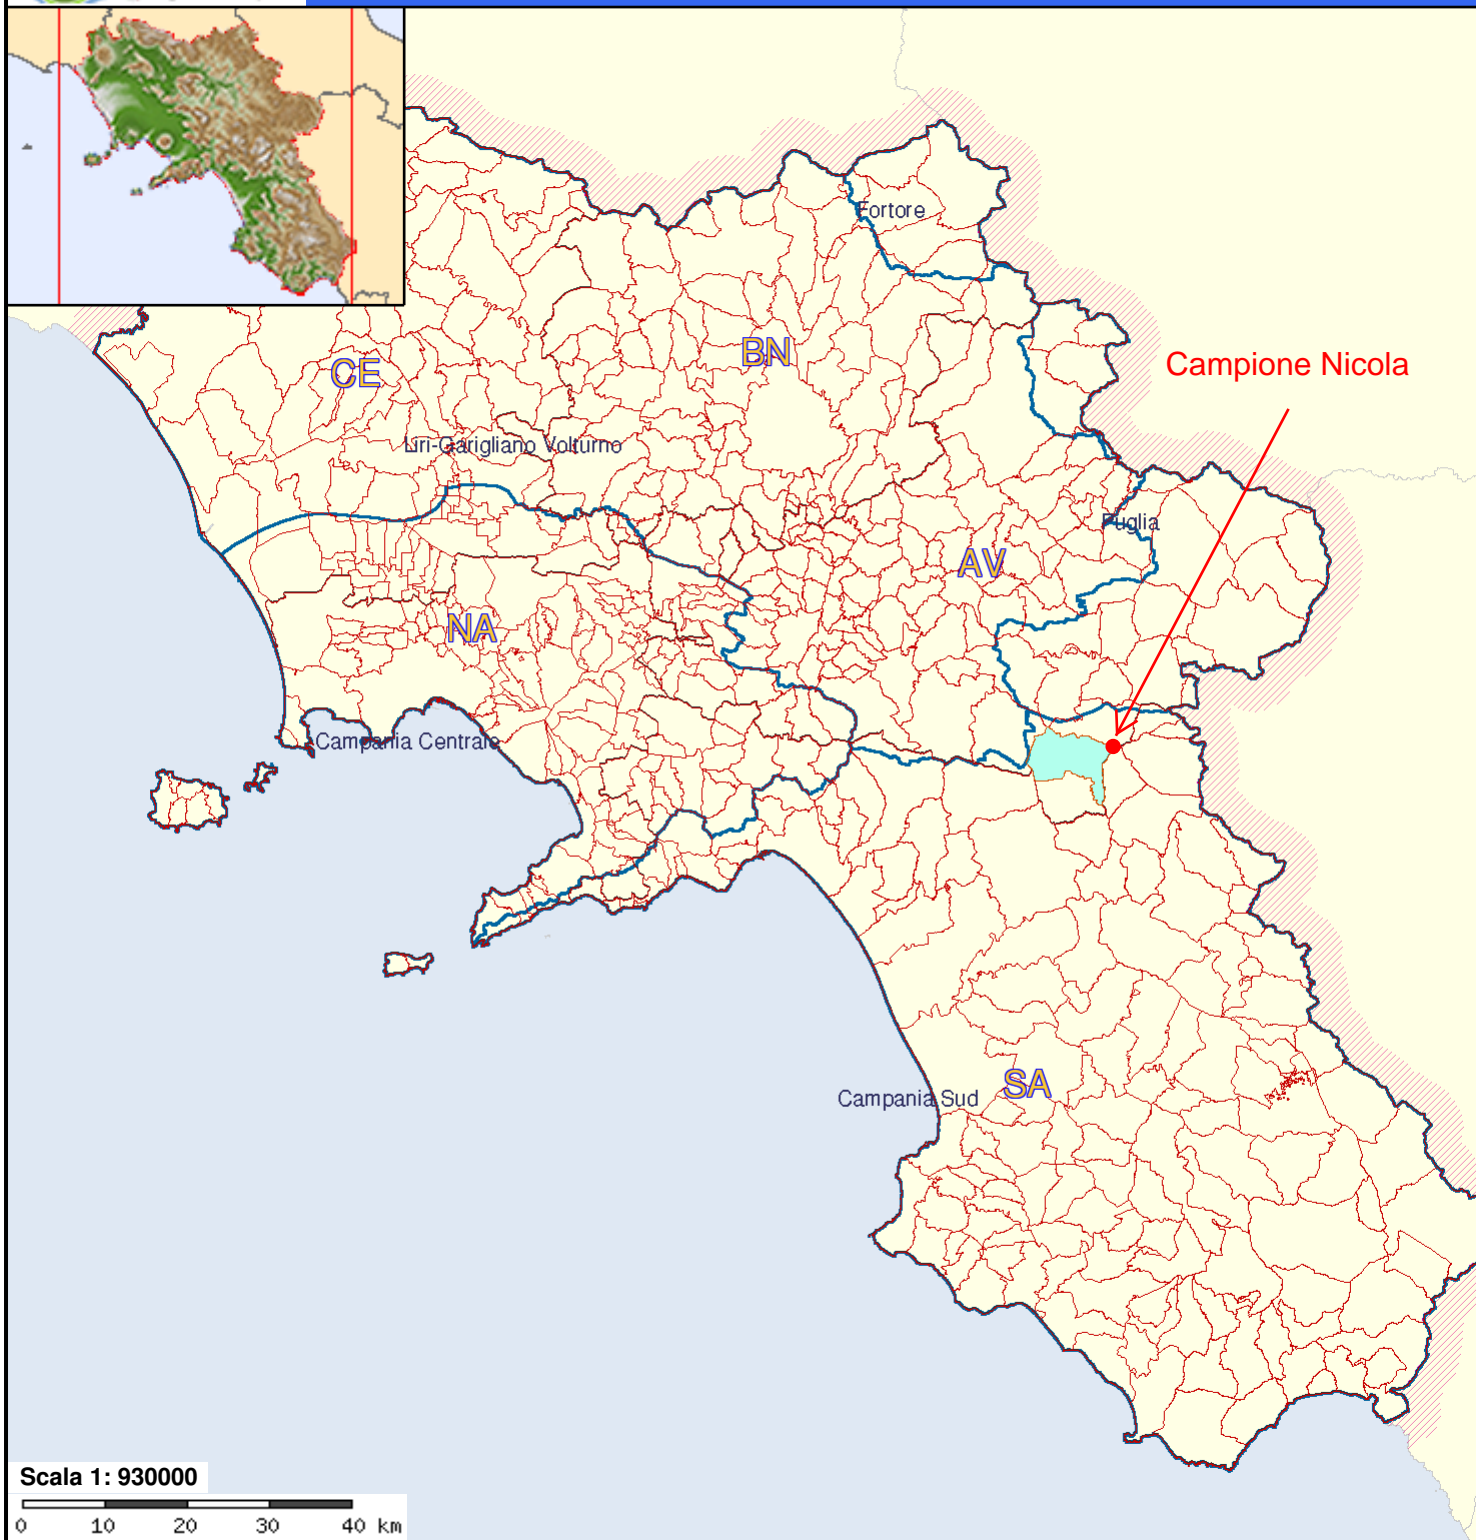 Fortore
BN
Campione Nicola
CE
Liri-Garigliano Volturno
Puglia
AV
NA
Campania Centrale
SA
Campania Sud
Scala 1: 930000
0 10 20 30 40 km